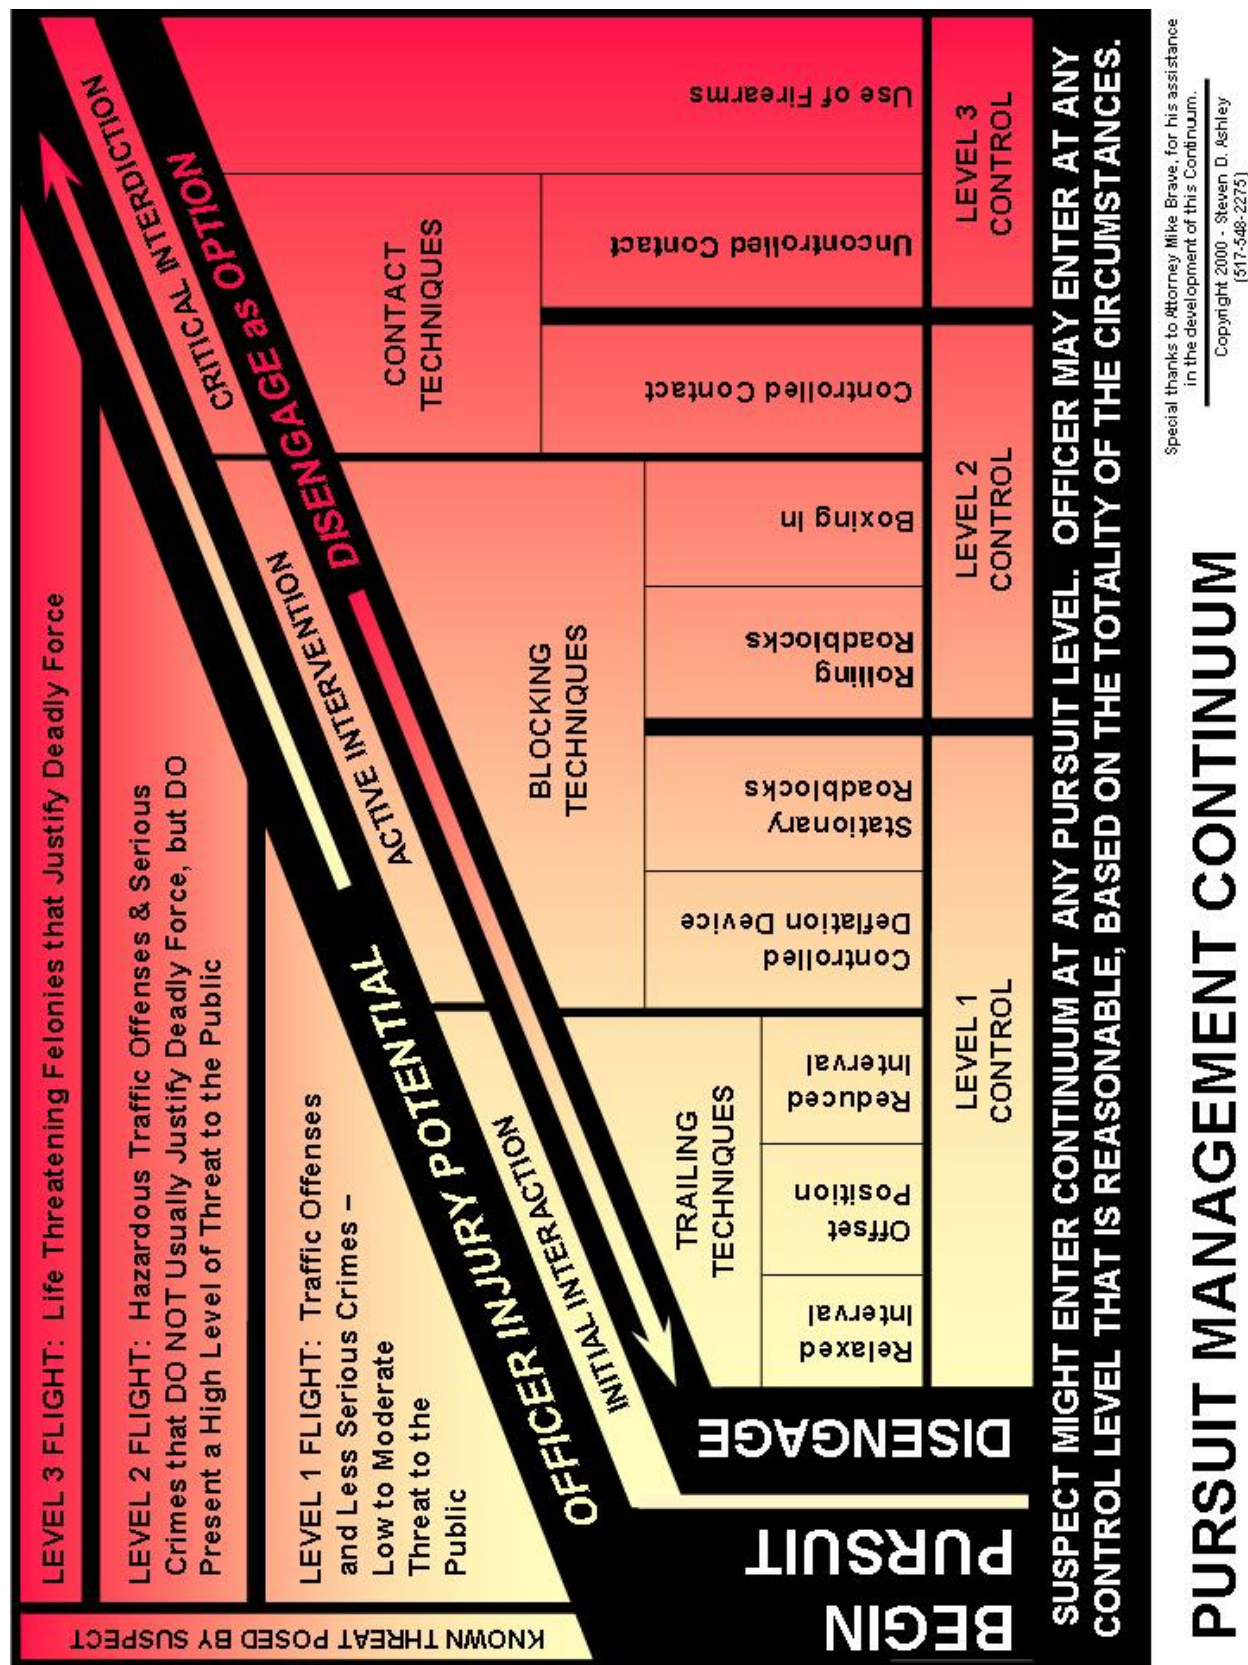 PURSUIT MANAGEMENT CONTINUUM
KNOWN THREAT POSED BY SUSPECT
LEVEL 3 FLIGHT: Life Threatening Felonies that Justify Deadly Force
LEVEL 2 FLIGHT: Hazardous Traffic Offenses & Serious
Crimes that DO NOT Usually Justify Deadly Force, but DO
Present a High Level of Threat to the Public
LEVEL 1 FLIGHT: Traffic Offenses
and Less Serious Crimes –
Low to Moderate
Threat to the
Public
OFFICER INJURY POTENTIAL
INITIAL INTERACTION
ACTIVE INTERVENTION
CRITICAL INTERDICTION
DISENGAGE as OPTION
BEGIN
PURSUIT
DISENGAGE
TRAILING
TECHNIQUES
Relaxed
Interval
Offset
Position
Reduced
Interval
BLOCKING
TECHNIQUES
Controlled
Deflation Device
Stationary
Roadblocks
Rolling
Roadblocks
Boxing In
CONTACT
TECHNIQUES
Controlled Contact
Uncontrolled Contact
Use of Firearms
LEVEL 1
CONTROL
LEVEL 2
CONTROL
LEVEL 3
CONTROL
SUSPECT MIGHT ENTER CONTINUUM AT ANY PURSUIT LEVEL. OFFICER MAY ENTER AT ANY
CONTROL LEVEL THAT IS REASONABLE, BASED ON THE TOTALITY OF THE CIRCUMSTANCES.
Special thanks to Attorney Mike Brave, for his assistance
in the development of this Continuum.
Copyright 2000 - Steven D. Ashley
(517-548-2275)